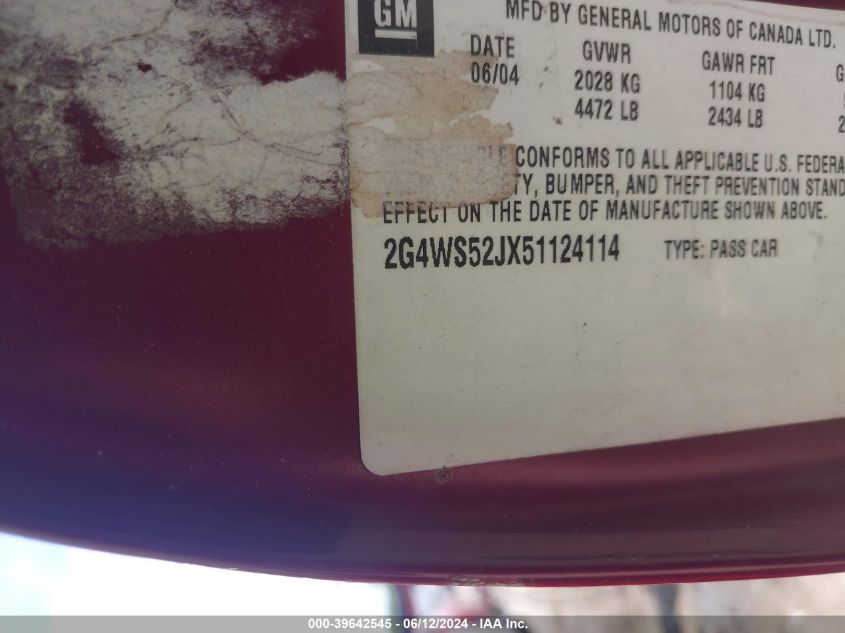 GM
MFD BY GENERAL MOTORS OF CANADA LTD.
DATE GVWR GAWR FRT G
06/04 2028 KG 1104 KG
4472 LB 2434 LB 2
CONFORMS TO ALL APPLICABLE U.S. FEDERA
TY, BUMPER, AND THEFT PREVENTION STAND
EFFECT ON THE DATE OF MANUFACTURE SHOWN ABOVE.
2G4WS52JX51124114 TYPE: PASS CAR
000-39642545 - 06/12/2024 - IAA Inc.